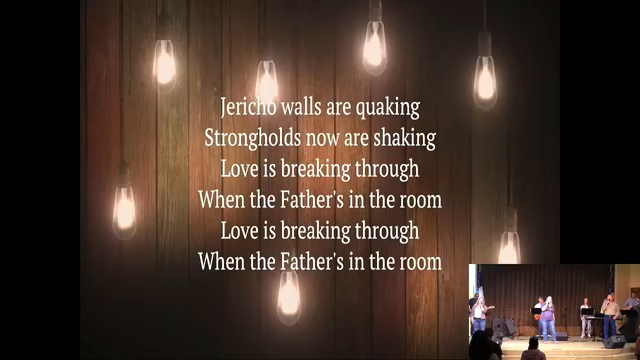 Jericho walls are quaking
Strongholds now are shaking
Love is breaking through
When the Father's in the room
Love is breaking through
When the Father's in the room